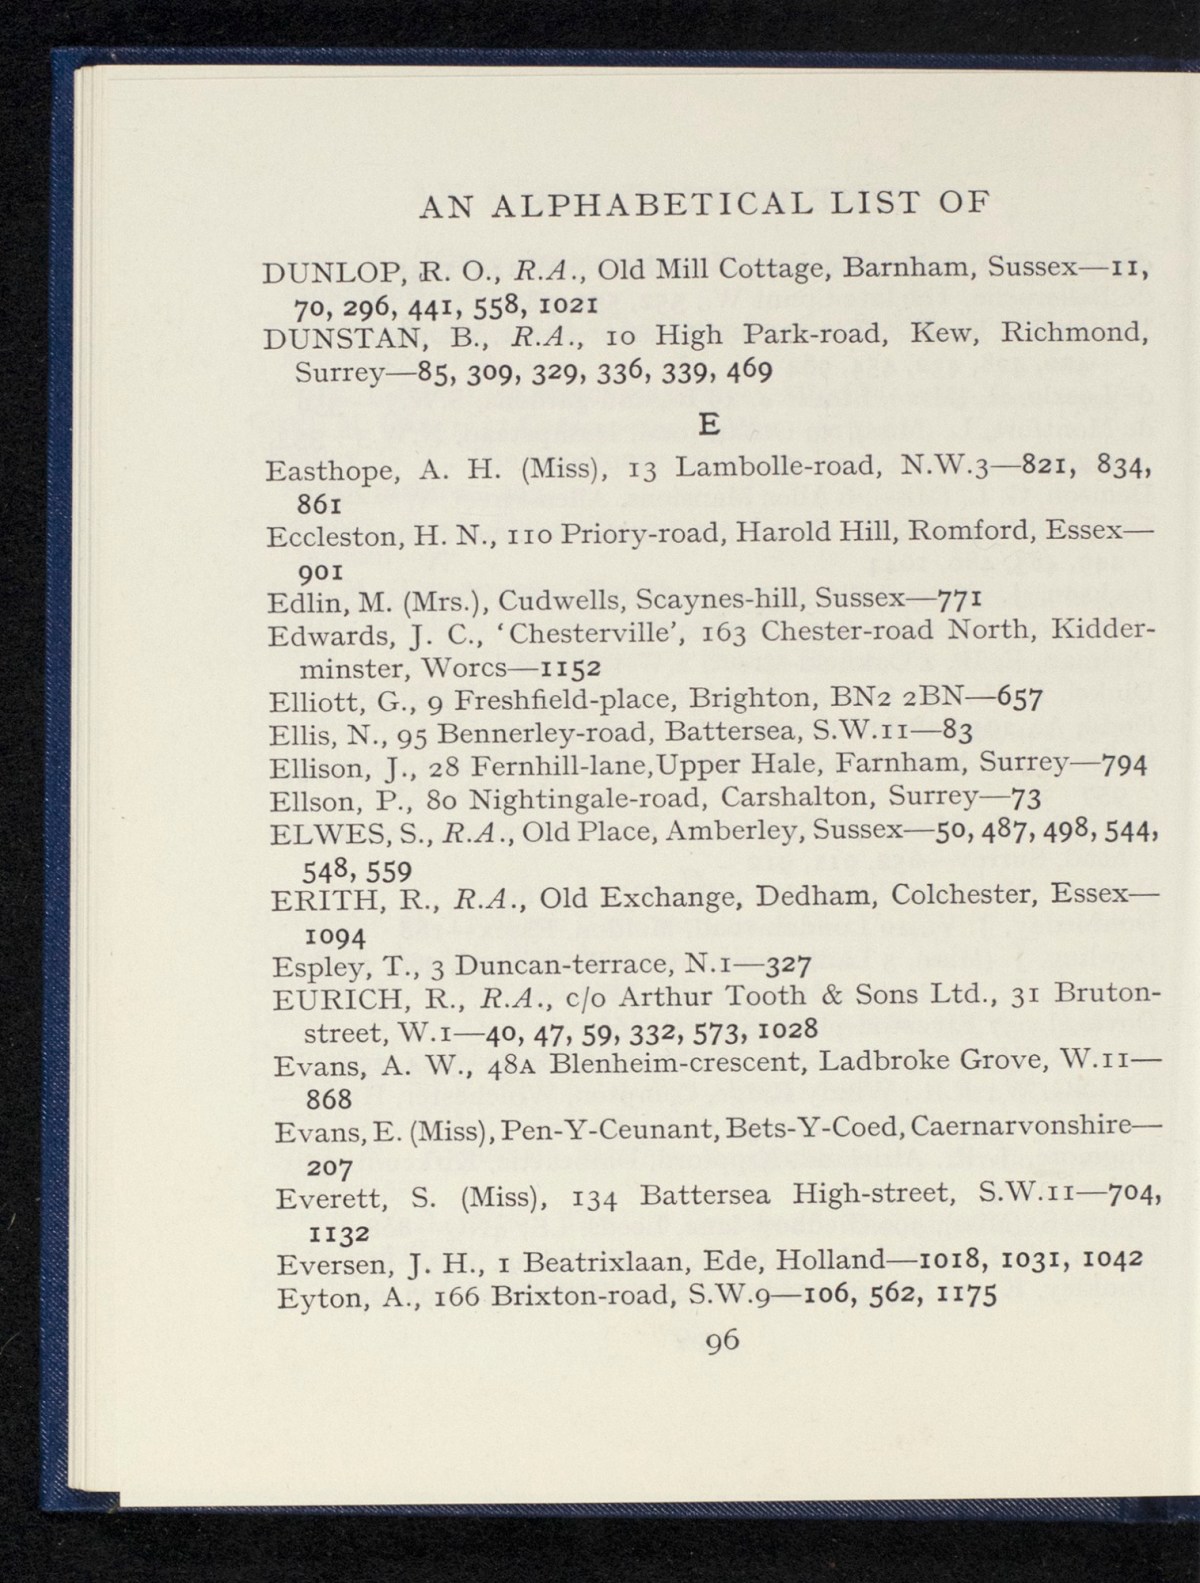 AN ALPHABETICAL LIST OF
DUNLOP, R. O., R.A., Old Mill Cottage, Barnham, Sussex—11,
70, 296, 441, 558, 1021
DUNSTAN, B., R.A., 10 High Park-road, Kew, Richmond,
Surrey—85, 309, 329, 336, 339, 469
E
Easthope, A. H. (Miss), 13 Lambolle-road, N.W.3—821, 834,
861
Eccleston, H. N., 110 Priory-road, Harold Hill, Romford, Essex—
901
Edlin, M. (Mrs.), Cudwells, Scaynes-hill, Sussex—771
Edwards, J. C., ‘Chesterville’, 163 Chester-road North, Kidder-
minster, Worcs—1152
Elliott, G., 9 Freshfield-place, Brighton, BN2 2BN—657
Ellis, N., 95 Bennerley-road, Battersea, S.W.11—83
Ellison, J., 28 Fernhill-lane, Upper Hale, Farnham, Surrey—794
Ellson, P., 80 Nightingale-road, Carshalton, Surrey—73
ELWES, S., R.A., Old Place, Amberley, Sussex—50, 487, 498, 544,
548, 559
ERITH, R., R.A., Old Exchange, Dedham, Colchester, Essex—
1094
Espley, T., 3 Duncan-terrace, N.1—327
EURICH, R., R.A., c/o Arthur Tooth & Sons Ltd., 31 Bruton-
street, W.1—40, 47, 59, 332, 573, 1028
Evans, A. W., 48A Blenheim-crescent, Ladbroke Grove, W.11—
868
Evans, E. (Miss), Pen-Y-Ceunant, Bets-Y-Coed, Caernarvonshire—
207
Everett, S. (Miss), 134 Battersea High-street, S.W.11—704,
1132
Eversen, J. H., 1 Beatrixlaan, Ede, Holland—1018, 1031, 1042
Eyton, A., 166 Brixton-road, S.W.9—106, 562, 1175
96